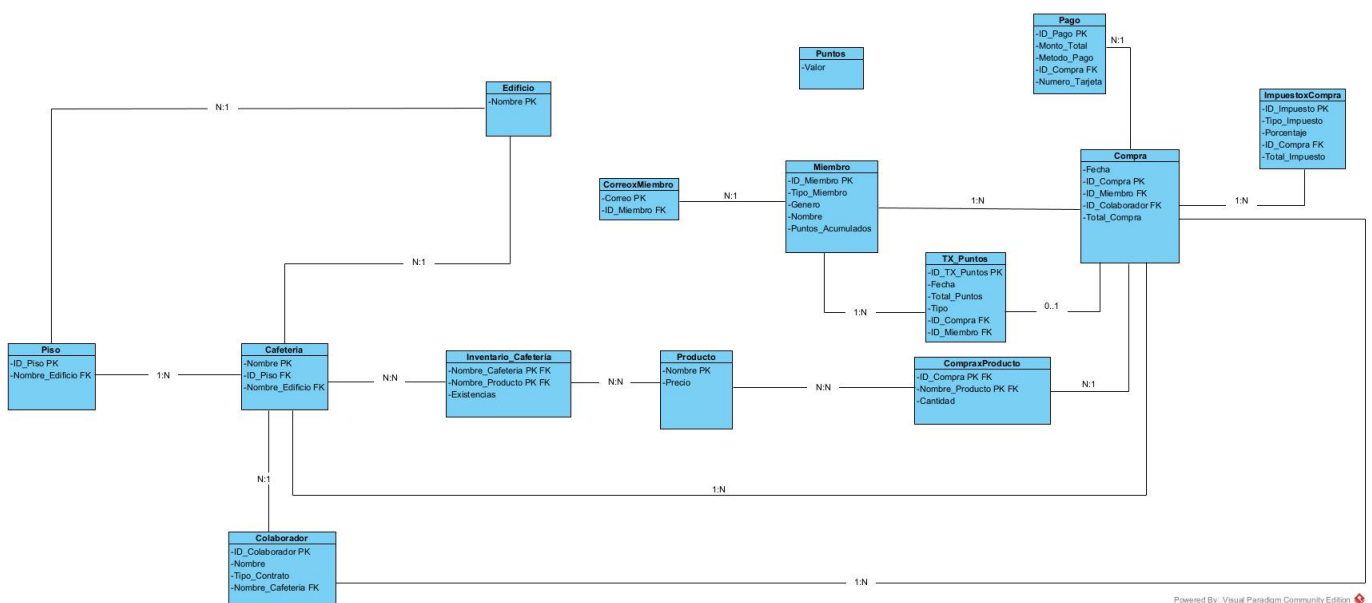 Pago
-ID_Pago PK
-Monto_Total
-Metodo_Pago
-ID_Compra FK
-Numero_Tarjeta
N:1
Puntos
-Valor
Edificio
-Nombre PK
N:1
ImpuestoxCompra
-ID_Impuesto PK
-Tipo_Impuesto
-Porcentaje
-ID_Compra FK
-Total_Impuesto
Compra
-Fecha
-ID_Compra PK
-ID_Miembro FK
-ID_Colaborador FK
-Total_Compra
Miembro
-ID_Miembro PK
-Tipo_Miembro
-Genero
-Nombre
-Puntos_Acumulados
CorreoxMiembro
-Correo PK
-ID_Miembro FK
N:1
1:N
1:N
N:1
TX_Puntos
-ID_TX_Puntos PK
-Fecha
-Total_Puntos
-Tipo
-ID_Compra FK
-ID_Miembro FK
1:N
0..1
Piso
-ID_Piso PK
-Nombre_Edificio FK
1:N
Cafeteria
-Nombre PK
-ID_Piso FK
-Nombre_Edificio FK
N:N
Inventario_Cafeteria
-Nombre_Cafeteria PK FK
-Nombre_Producto PK FK
-Existencias
N:N
Producto
-Nombre PK
-Precio
N:N
CompraxProducto
-ID_Compra PK FK
-Nombre_Producto PK FK
-Cantidad
N:1
N:1
1:N
Colaborador
-ID_Colaborador PK
-Nombre
-Tipo_Contrato
-Nombre_Cafeteria FK
1:N
Powered By: Visual Paradigm Community Edition